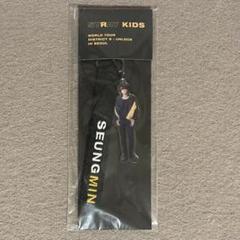 STRAY KIDS
WORLD TOUR
DISTRICT 9 : UNLOCK
IN SEOUL
SEUNGMIN